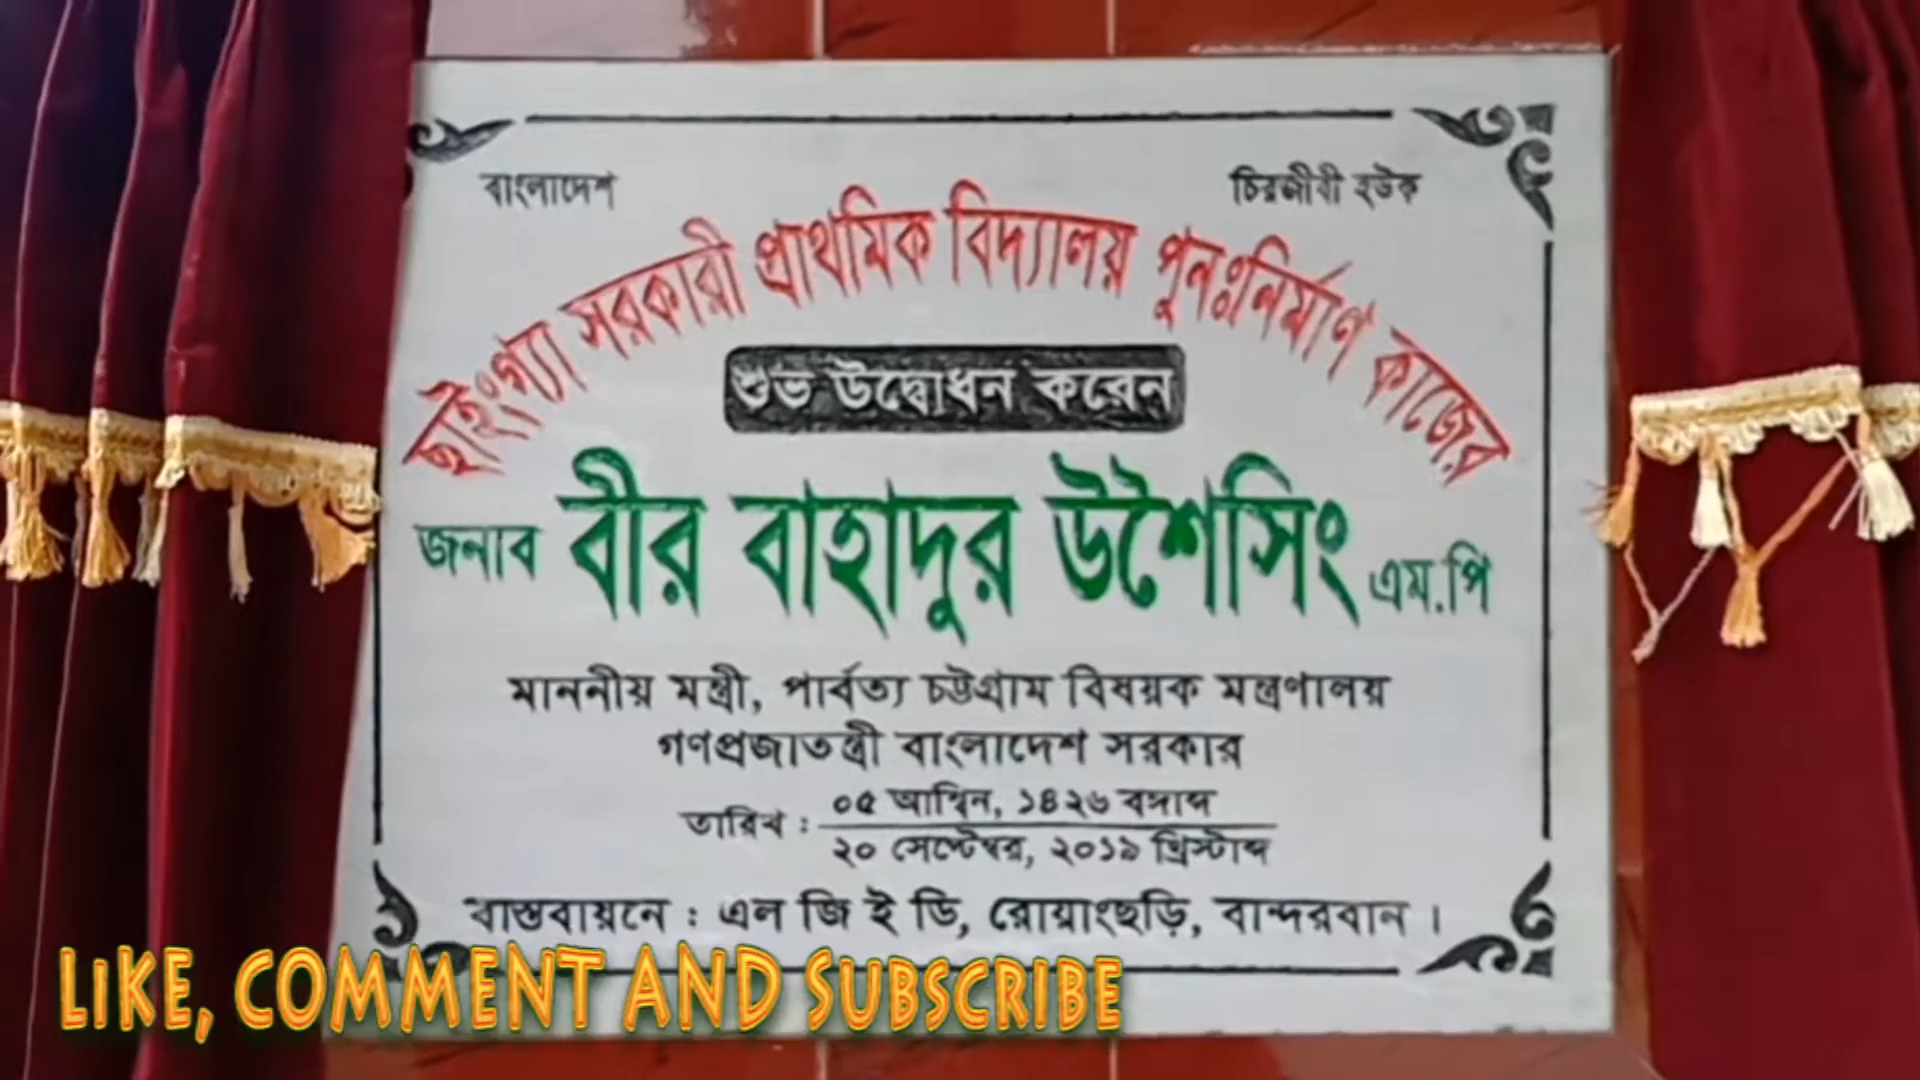 বাংলাদেশ চিরজীবী হউক
ছাইংগ্যা সরকারী প্রাথমিক বিদ্যালয় পুনঃনির্মাণ কাজের
শুভ উদ্বোধন করেন
জনাব বীর বাহাদুর উশৈসিং এম.পি
মাননীয় মন্ত্রী, পার্বত্য চট্টগ্রাম বিষয়ক মন্ত্রণালয়
গণপ্রজাতন্ত্রী বাংলাদেশ সরকার
তারিখ : ০৫ আশ্বিন, ১৪২৬ বঙ্গাব্দ
২০ সেপ্টেম্বর, ২০১৯ খ্রিস্টাব্দ
বাস্তবায়নে : এল জি ই ডি, রোয়াংছড়ি, বান্দরবান ।
LIKE, COMMENT AND SUBSCRIBE